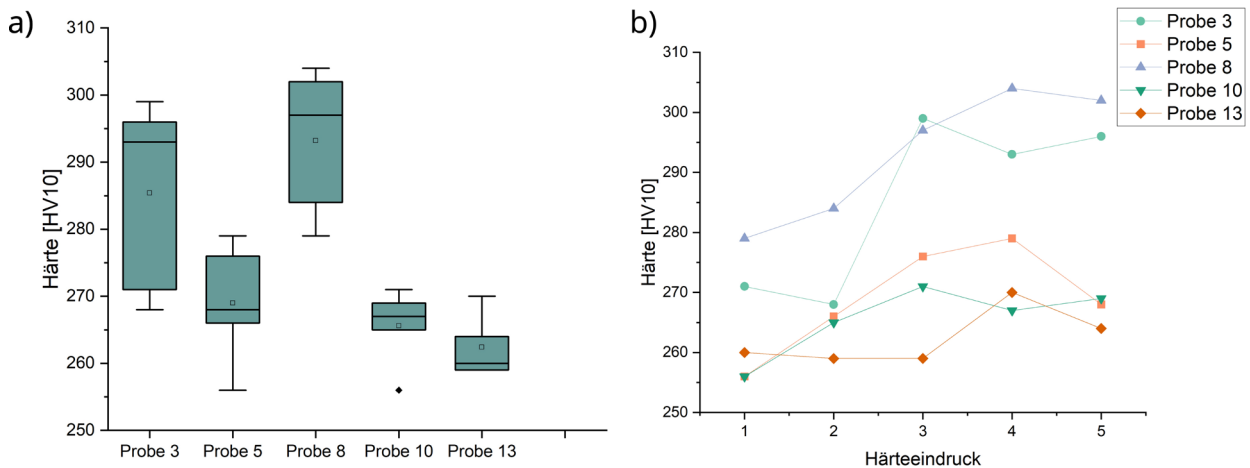 a)
310
300
290
280
270
260
250
Härte [HV10]
Probe 3 Probe 5 Probe 8 Probe 10 Probe 13
b)
Probe 3
Probe 5
Probe 8
Probe 10
Probe 13
310
300
290
280
270
260
250
Härte [HV10]
1 2 3 4 5
Härteeindruck